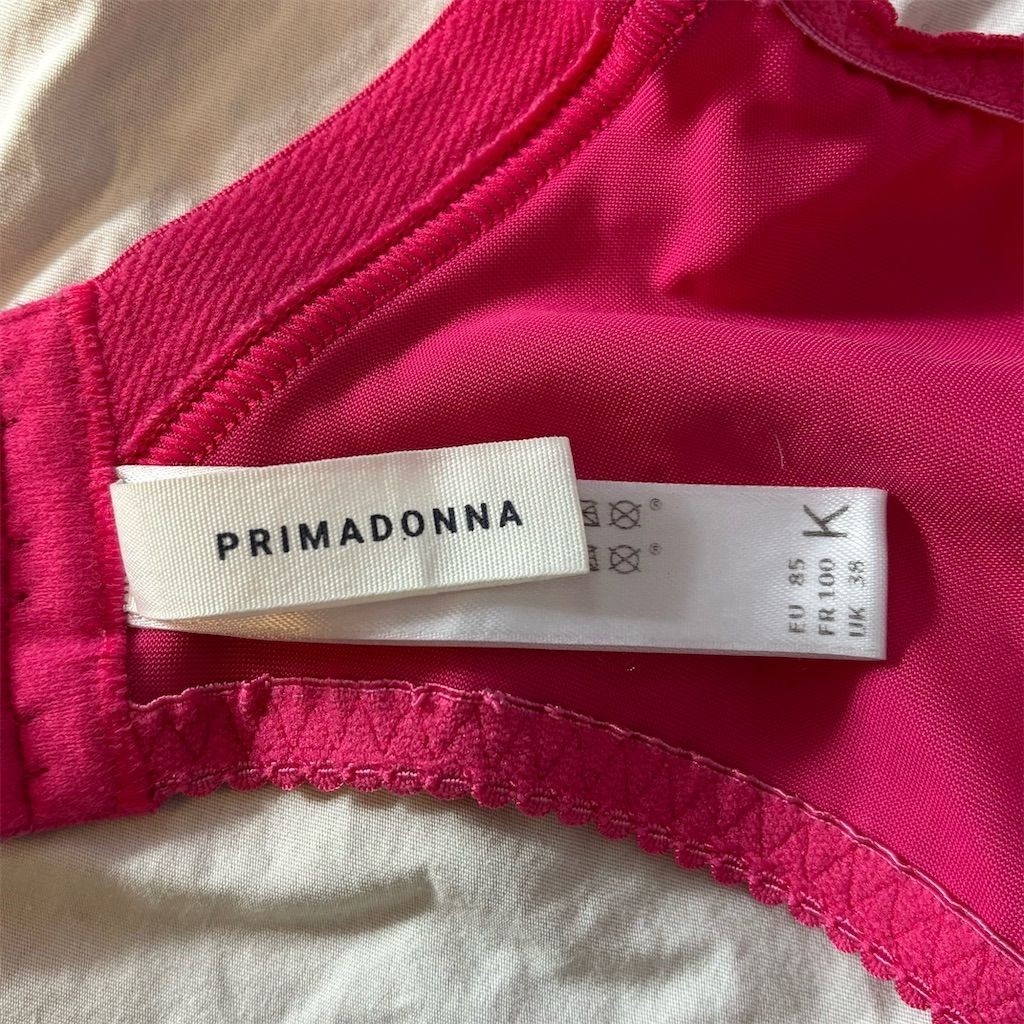 PRIMADONNA
EU 85
FR 100
UK 38
K